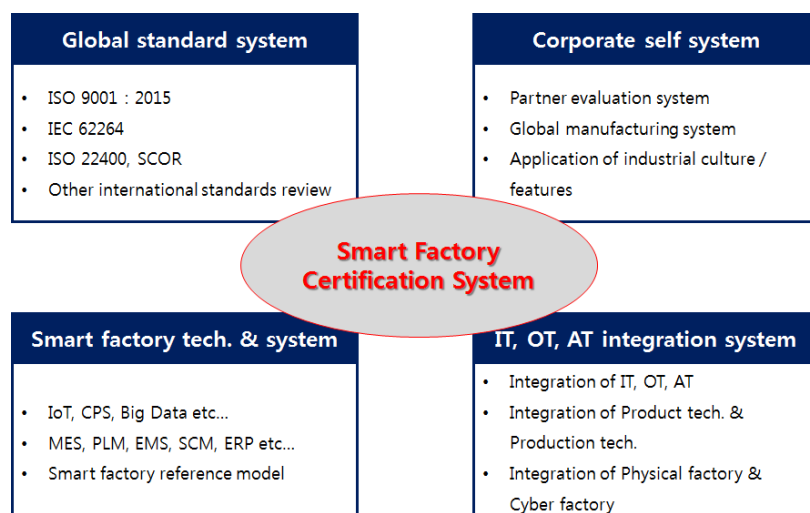 Global standard system
• ISO 9001 : 2015
• IEC 62264
• ISO 22400, SCOR
• Other international standards review
Corporate self system
• Partner evaluation system
• Global manufacturing system
• Application of industrial culture /
features
Smart Factory
Certification System
Smart factory tech. & system
• IoT, CPS, Big Data etc...
• MES, PLM, EMS, SCM, ERP etc...
• Smart factory reference model
IT, OT, AT integration system
• Integration of IT, OT, AT
• Integration of Product tech. &
Production tech.
• Integration of Physical factory &
Cyber factory